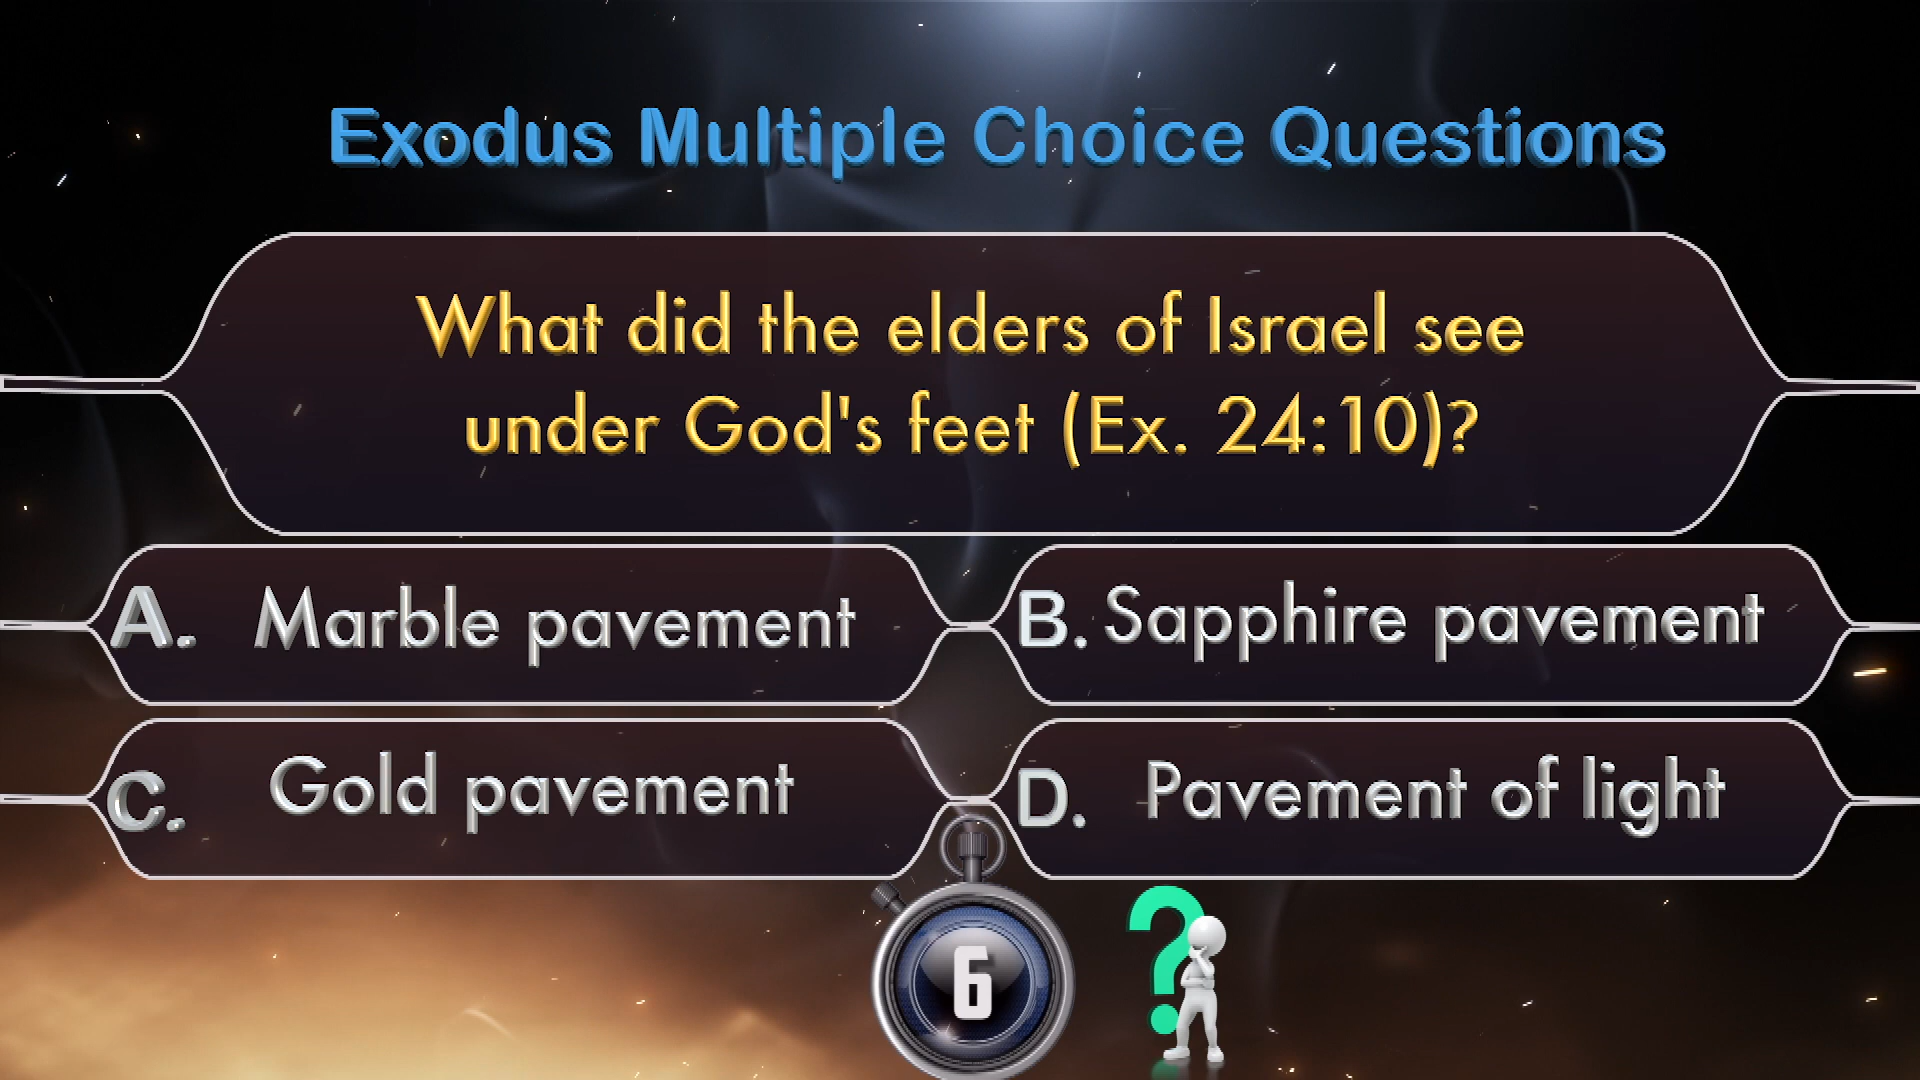 Exodus Multiple Choice Questions
What did the elders of Israel see
under God's feet (Ex. 24:10)?
A. Marble pavement
B. Sapphire pavement
C. Gold pavement
D. Pavement of light
6
?